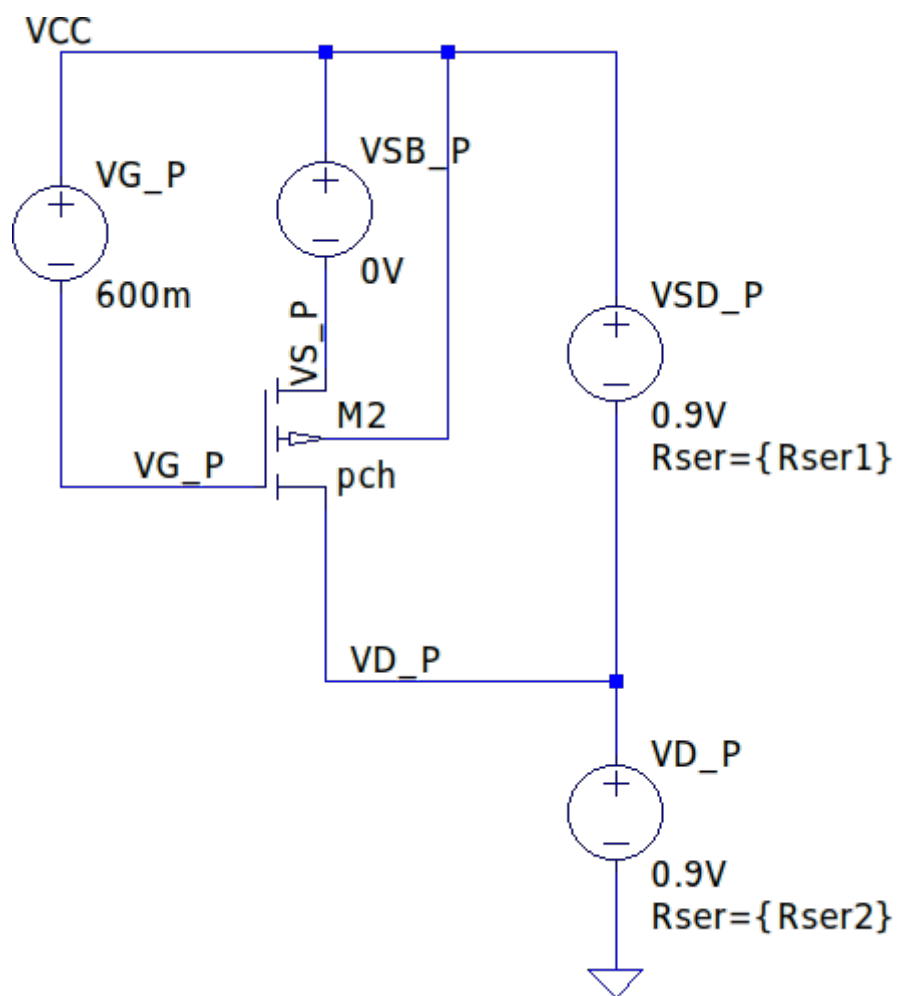 VCC
VG_P
600m
VSB_P
0V
VS_P
VG_P
M2
pch
VSD_P
0.9V
Rser={Rser1}
VD_P
VD_P
0.9V
Rser={Rser2}